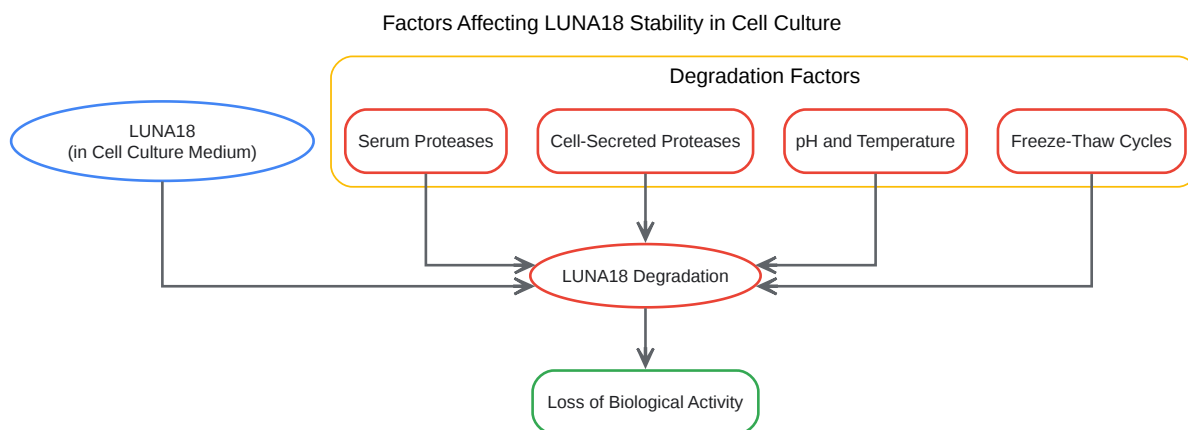 Factors Affecting LUNA18 Stability in Cell Culture
Degradation Factors
LUNA18
(in Cell Culture Medium)
Serum Proteases
Cell-Secreted Proteases
pH and Temperature
Freeze-Thaw Cycles
LUNA18 Degradation
Loss of Biological Activity